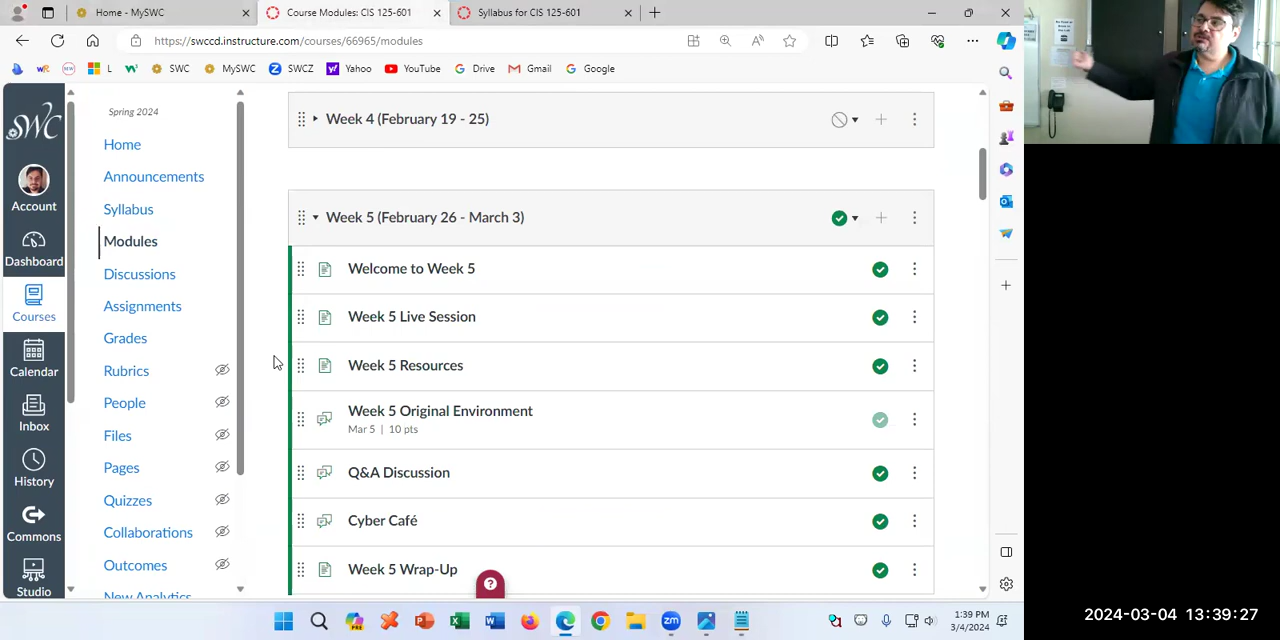 Home - MySWC
Course Modules: CIS 125-601
Syllabus for CIS 125-601
https://swccd.instructure.com/courses/66965/modules
L
SWC
MySWC
SWCZ
Yahoo
YouTube
Drive
Gmail
Google
SWC
Account
Dashboard
Courses
Calendar
Inbox
History
Commons
Studio
Spring 2024
Home
Announcements
Syllabus
Modules
Discussions
Assignments
Grades
Rubrics
People
Files
Pages
Quizzes
Collaborations
Outcomes
New Analytics
Week 4 (February 19 - 25)
Week 5 (February 26 - March 3)
Welcome to Week 5
Week 5 Live Session
Week 5 Resources
Week 5 Original Environment
Mar 5 | 10 pts
Q&A Discussion
Cyber Café
Week 5 Wrap-Up
1:39 PM
3/4/2024
2024-03-04 13:39:27